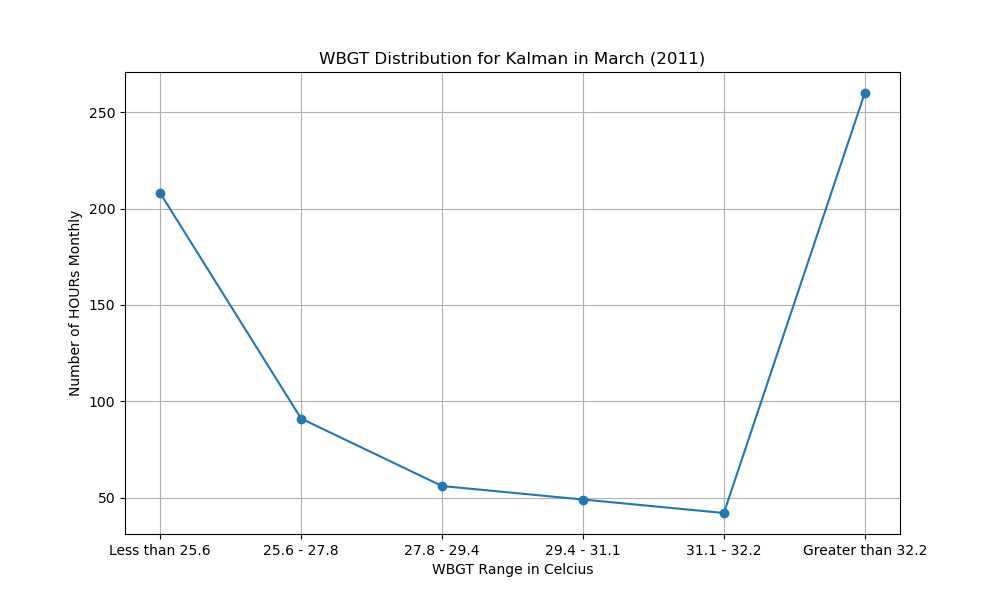 WBGT Distribution for Kalman in March (2011)
Number of HOURs Monthly
250
200
150
100
50
Less than 25.6
25.6 - 27.8
27.8 - 29.4
29.4 - 31.1
31.1 - 32.2
Greater than 32.2
WBGT Range in Celcius